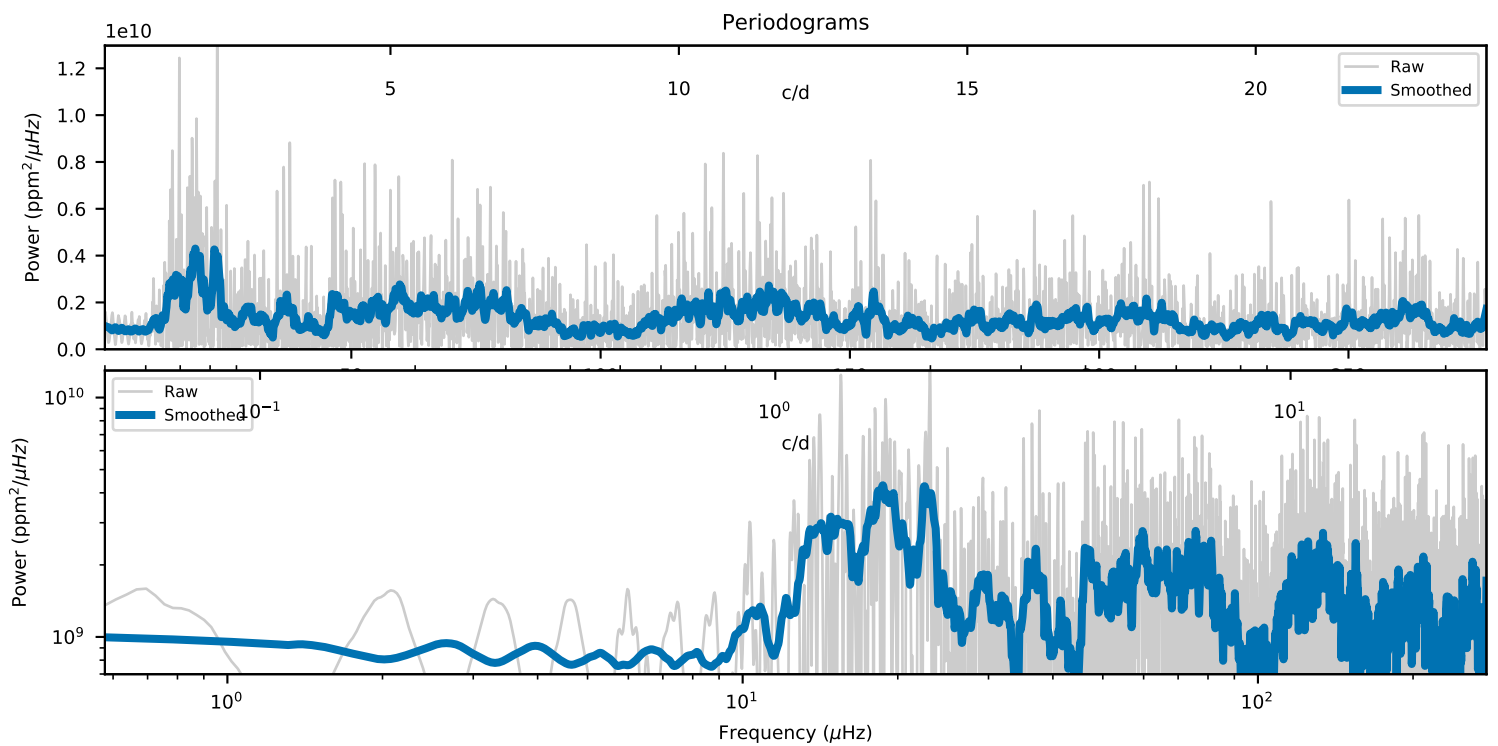 Periodograms
1e10
Power (ppm²/μHz)
0.0
0.2
0.4
0.6
0.8
1.0
1.2
5
10
15
20
c/d
Raw
Smoothed
Power (ppm²/μHz)
10¹⁰
10⁹
Raw
Smoothed
10⁻¹
10⁰
10¹
c/d
10⁰
10¹
10²
Frequency (μHz)